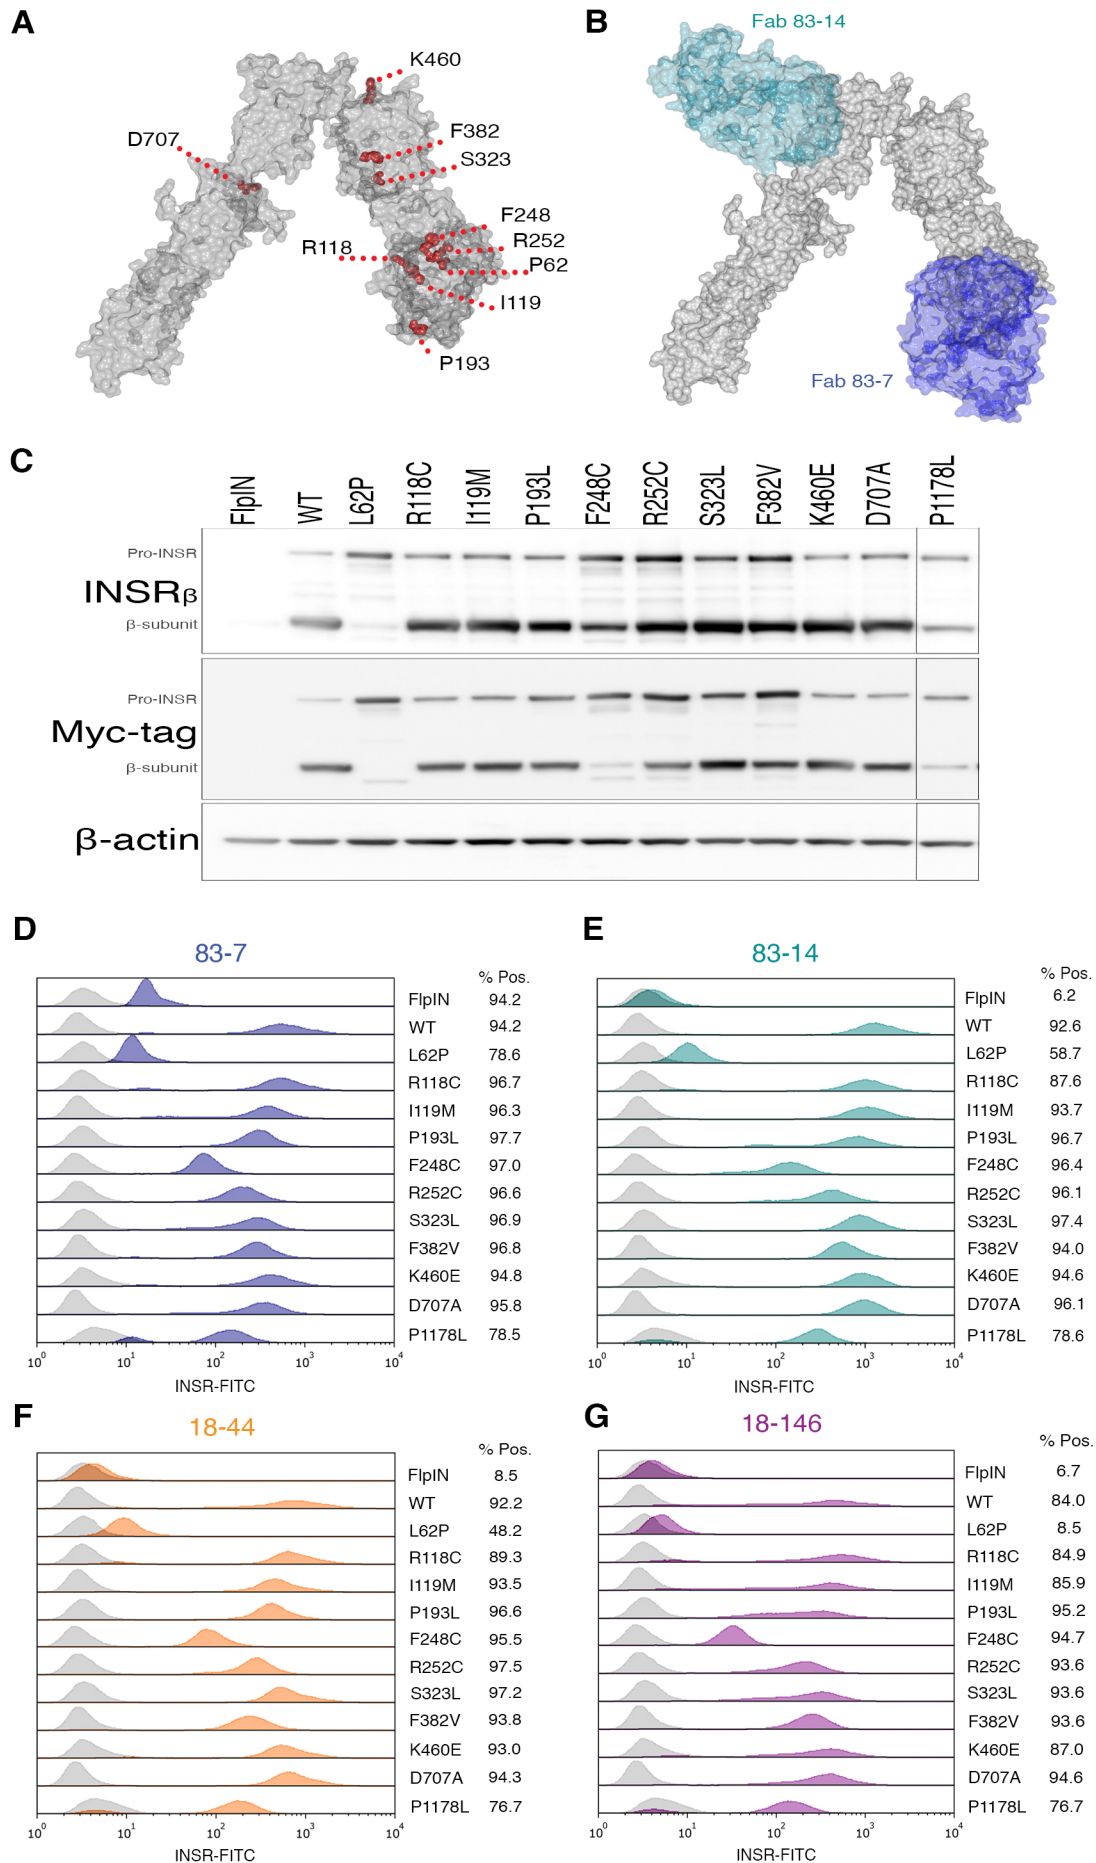 A
K460
F382
D707
S323
F248
R118
R252
P62
I119
P193
B
Fab 83-14
Fab 83-7
C
FlpIN
WT
L62P
R118C
I119M
P193L
F248C
R252C
S323L
F382V
K460E
D707A
P1178L
Pro-INSR
INSRβ
β-subunit
Pro-INSR
Myc-tag
β-subunit
β-actin
D
83-7
% Pos.
FlpIN 94.2
WT 94.2
L62P 78.6
R118C 96.7
I119M 96.3
P193L 97.7
F248C 97.0
R252C 96.6
S323L 96.9
F382V 96.8
K460E 94.8
D707A 95.8
P1178L 78.5
10⁰ 10¹ 10² 10³ 10⁴
INSR-FITC
E
83-14
% Pos.
FlpIN 6.2
WT 92.6
L62P 58.7
R118C 87.6
I119M 93.7
P193L 96.7
F248C 96.4
R252C 96.1
S323L 97.4
F382V 94.0
K460E 94.6
D707A 96.1
P1178L 78.6
10⁰ 10¹ 10² 10³ 10⁴
INSR-FITC
F
18-44
% Pos.
FlpIN 8.5
WT 92.2
L62P 48.2
R118C 89.3
I119M 93.5
P193L 96.6
F248C 95.5
R252C 97.5
S323L 97.2
F382V 93.8
K460E 93.0
D707A 94.3
P1178L 76.7
10⁰ 10¹ 10² 10³ 10⁴
INSR-FITC
G
18-146
% Pos.
FlpIN 6.7
WT 84.0
L62P 8.5
R118C 84.9
I119M 85.9
P193L 95.2
F248C 94.7
R252C 93.6
S323L 93.6
F382V 93.6
K460E 87.0
D707A 94.6
P1178L 76.7
10⁰ 10¹ 10² 10³ 10⁴
INSR-FITC